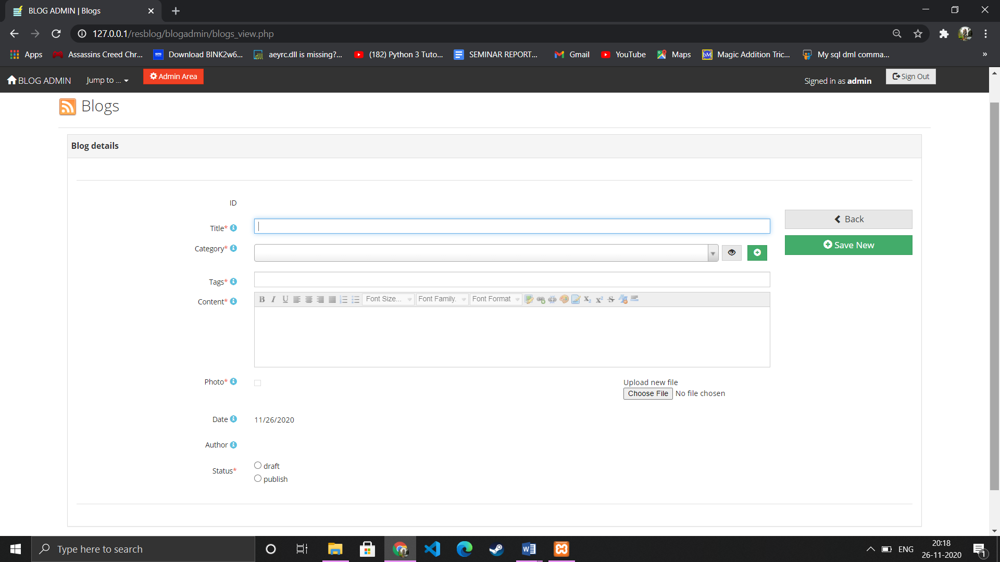 BLOG ADMIN | Blogs
127.0.0.1/resblog/blogadmin/blogs_view.php
Apps
Assassins Creed Chr...
Download BINK2w6...
aeyrc.dll is missing?,...
(182) Python 3 Tuto...
SEMINAR REPORT...
Gmail
YouTube
Maps
Magic Addition Tric...
My sql dml comma...
»
BLOG ADMIN
Jump to ...
Admin Area
Signed in as admin
Sign Out
Blogs
Blog details
ID
Title*
Back
Category*
Save New
Tags*
Content*
B I U
Font Size...
Font Family.
Font Format
Photo*
Upload new file
Choose File No file chosen
Date
11/26/2020
Author
Status*
draft
publish
Type here to search
ENG
20:18
26-11-2020
1